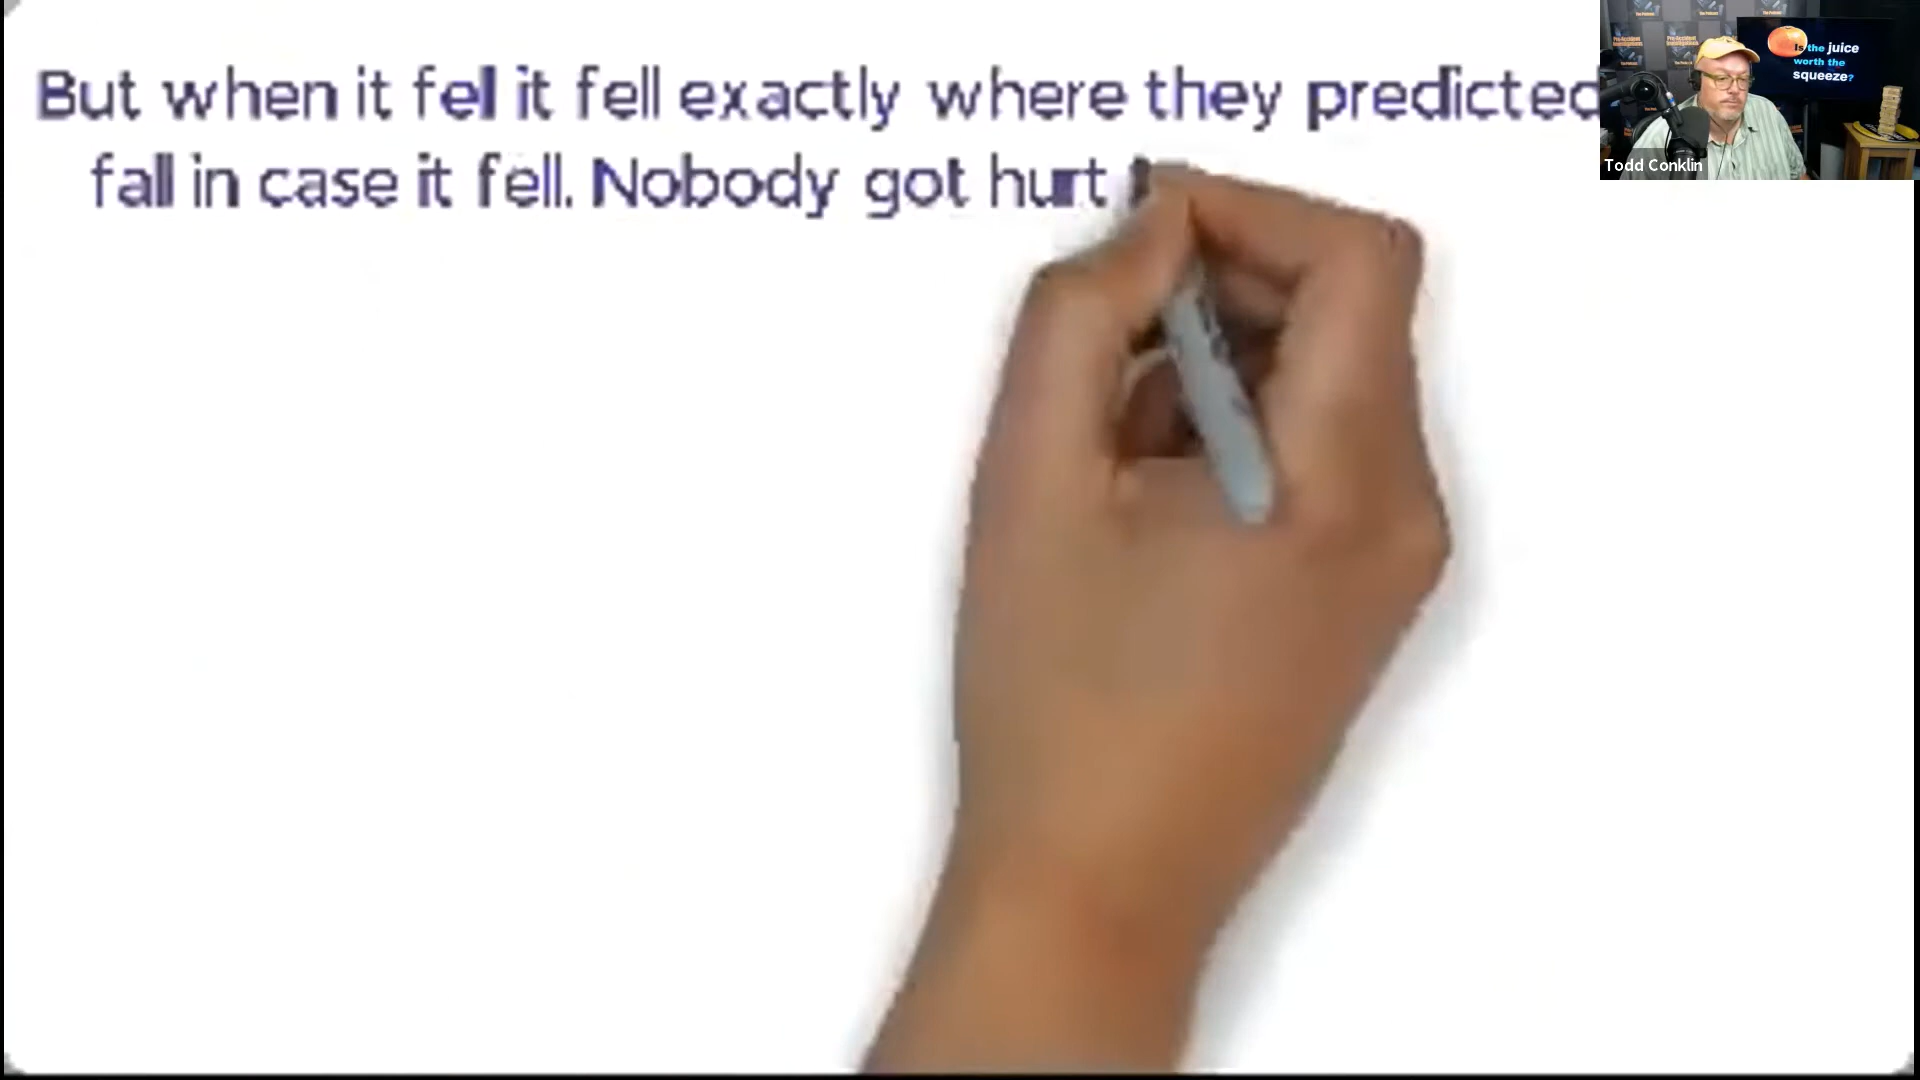 But when it fell it fell exactly where they predicted
fall in case it fell. Nobody got hurt
Is the juice
worth the
squeeze?
Todd Conklin